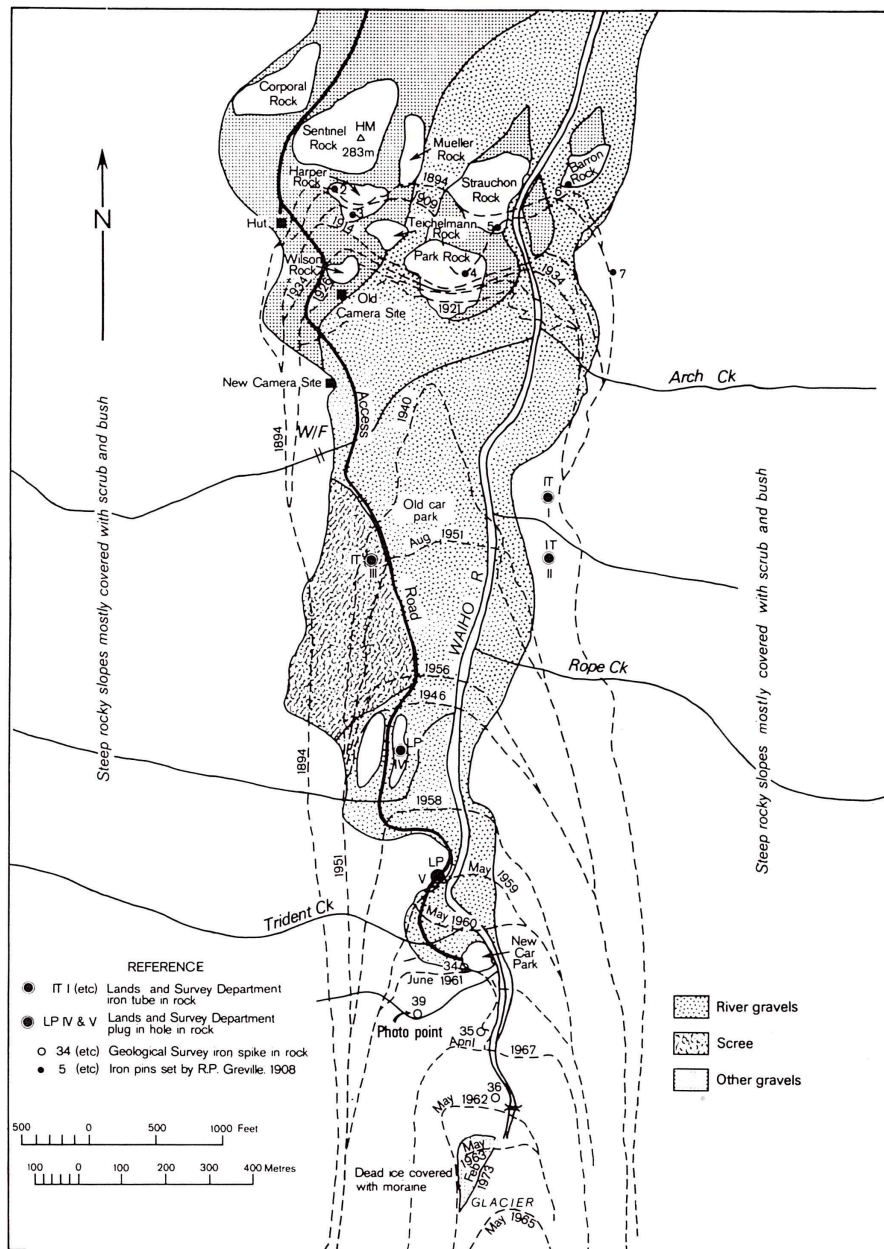 Corporal
Rock
Sentinel
Rock
HM
283m
Mueller
Rock
Harper
Rock
2
1894
1909
Strauchon
Rock
Barron
Rock
6
N
1914
5
Hut
Teichelmann
Rock
Park Rock
4
7
Wilson
Rock
1934
1926
1934
1921
Old
Camera Site
New Camera Site
Arch Ck
Access
Road
1940
W/F
1894
Old car
park
Aug 1951
IT
I
IT
II
IT
III
WAIHO R
Rope Ck
1956
1946
LP
IV
1894
1958
1951
LP
V
May 1959
Trident Ck
May 1960
New
Car
Park
34
June 1961
39
Photo point
35
April 1967
36
May 1962
May
Feb
1973
Dead ice covered
with moraine
GLACIER
May 1965
Steep rocky slopes mostly covered with scrub and bush
Steep rocky slopes mostly covered with scrub and bush
REFERENCE
IT I (etc) Lands and Survey Department
iron tube in rock
LP IV & V Lands and Survey Department
plug in hole in rock
34 (etc) Geological Survey iron spike in rock
5 (etc) Iron pins set by R.P. Greville. 1908
500 0 500 1000 Feet
100 0 100 200 300 400 Metres
River gravels
Scree
Other gravels